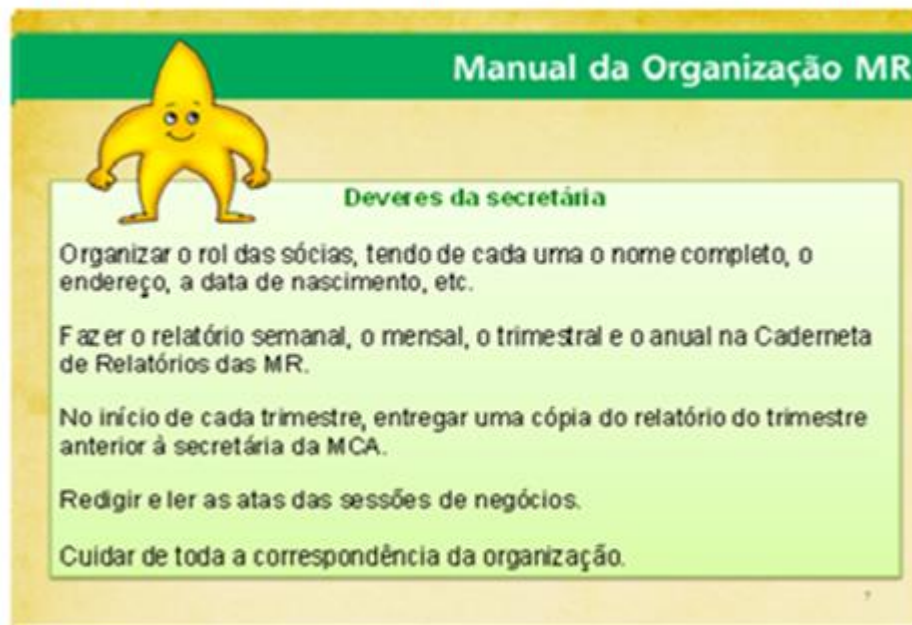 Manual da Organização MR
Deveres da secretária
Organizar o rol das sócias, tendo de cada uma o nome completo, o
endereço, a data de nascimento, etc.
Fazer o relatório semanal, o mensal, o trimestral e o anual na Caderneta
de Relatórios das MR.
No início de cada trimestre, entregar uma cópia do relatório do trimestre
anterior à secretária da MCA.
Redigir e ler as atas das sessões de negócios.
Cuidar de toda a correspondência da organização.